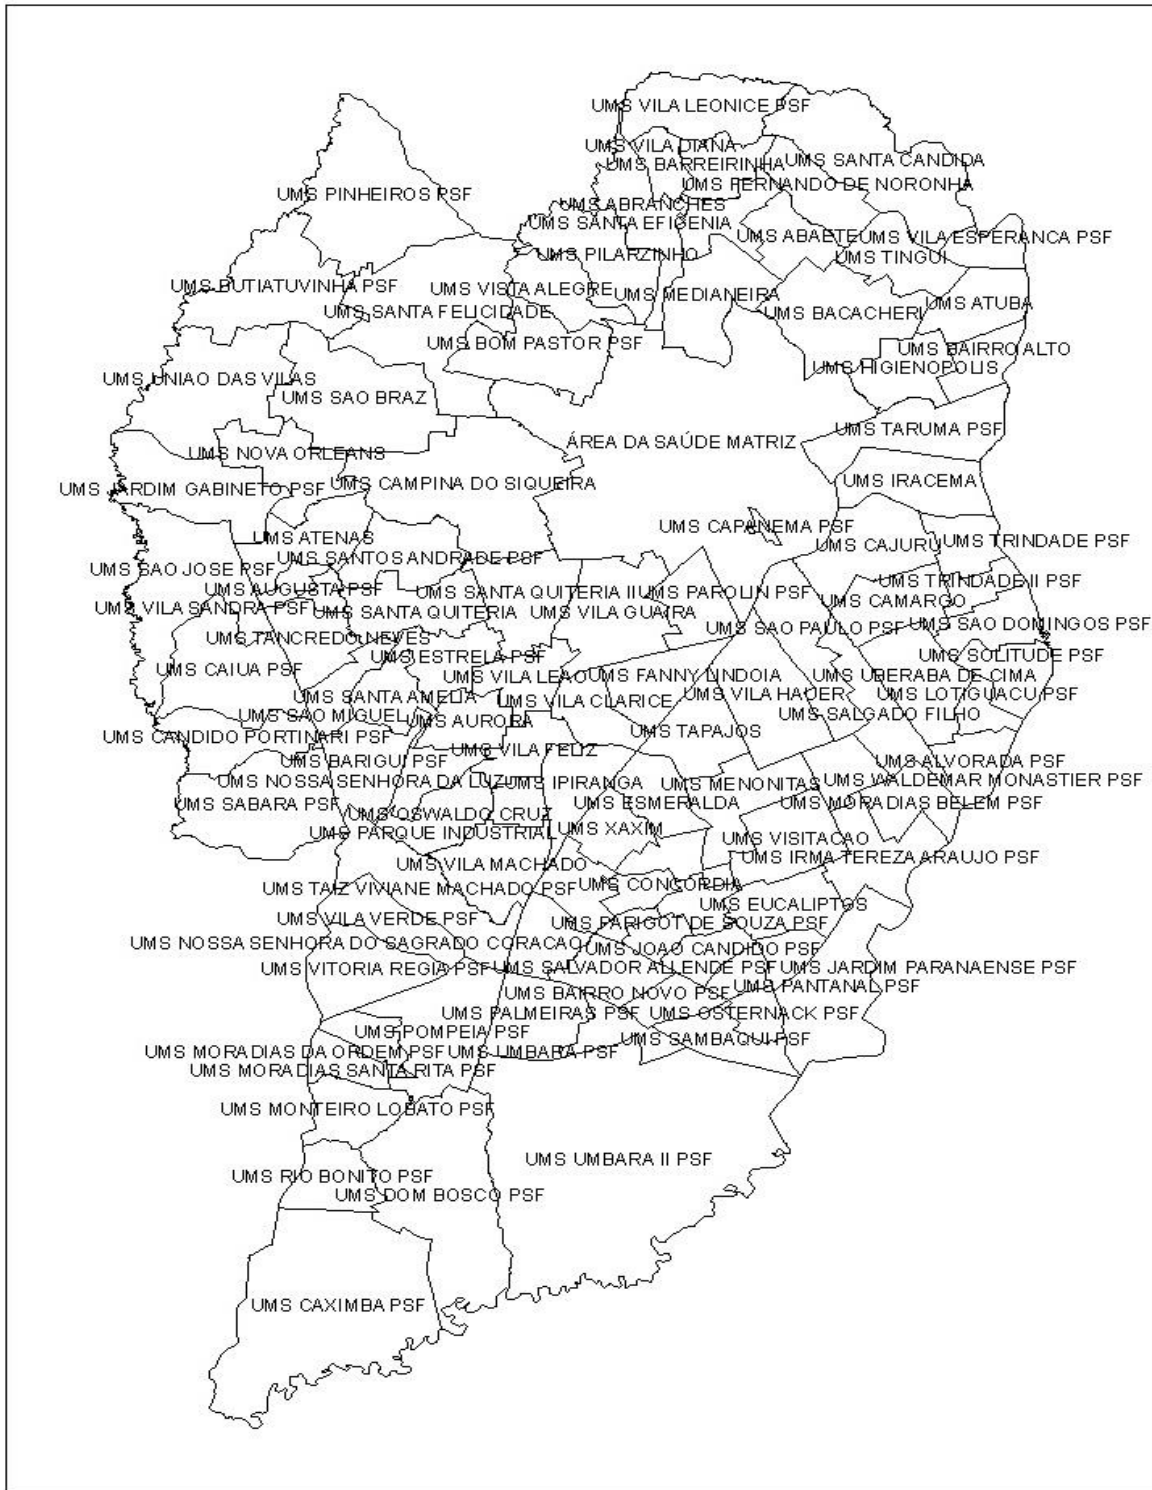 UMS VILA LEONICE PSF
UMS VILA DIANA
UMS BARREIRINHA
UMS SANTA CANDIDA
UMS FERNANDO DE NORONHA
UMS PINHEIROS PSF
UMS ABRANCHES
UMS SANTA EFIGENIA
UMS ABAETE
UMS VILA ESPERANCA PSF
UMS PILARZINHO
UMS TINGUI
UMS BUTIATUVINHA PSF
UMS VISTA ALEGRE
UMS MEDIANEIRA
UMS ATUBA
UMS SANTA FELICIDADE
UMS BACACHERI
UMS BOM PASTOR PSF
UMS BAIRRO ALTO
UMS HIGIENOPOLIS
UMS UNIAO DAS VILAS
UMS SAO BRAZ
UMS TARUMA PSF
ÁREA DA SAÚDE MATRIZ
UMS NOVA ORLEANS
UMS JARDIM GABINETO PSF
UMS CAMPINA DO SIQUEIRA
UMS IRACEMA
UMS CAPANEMA PSF
UMS ATENAS
UMS CAJURU
UMS TRINDADE PSF
UMS SANTOS ANDRADE PSF
UMS SAO JOSE PSF
UMS TRINDADE II PSF
UMS AUGUSTA PSF
UMS SANTA QUITERIA II
UMS PAROLIN PSF
UMS CAMARGO
UMS VILA SANDRA PSF
UMS SANTA QUITERIA
UMS VILA GUAIRA
UMS SAO PAULO PSF
UMS SAO DOMINGOS PSF
UMS TANCREDO NEVES
UMS ESTRELA PSF
UMS SOLITUDE PSF
UMS CAIUA PSF
UMS VILA LEAO
UMS FANNY LINDOIA
UMS UBERABA DE CIMA
UMS SANTA AMELIA
UMS VILA CLARICE
UMS VILA HAUER
UMS LOTIGUACU PSF
UMS SAO MIGUEL
UMS AURORA
UMS SALGADO FILHO
UMS CANDIDO PORTINARI PSF
UMS TAPAJOS
UMS VILA FELIZ
UMS BARIGUI PSF
UMS ALVORADA PSF
UMS NOSSA SENHORA DA LUZ
UMS IPIRANGA
UMS MENONITAS
UMS WALDEMAR MONASTIER PSF
UMS SABARA PSF
UMS ESMERALDA
UMS MORADIAS BELEM PSF
UMS OSWALDO CRUZ
UMS PARQUE INDUSTRIAL
UMS XAXIM
UMS VISITACAO
UMS VILA MACHADO
UMS IRMA TEREZA ARAUJO PSF
UMS TAIZ VIVIANE MACHADO PSF
UMS CONCORDIA
UMS EUCALIPTOS
UMS VILA VERDE PSF
UMS PARIGOT DE SOUZA PSF
UMS NOSSA SENHORA DO SAGRADO CORACAO
UMS JOAO CANDIDO PSF
UMS VITORIA REGIA PSF
UMS SALVADOR ALLENDE PSF
UMS JARDIM PARANAENSE PSF
UMS BAIRRO NOVO PSF
UMS PANTANAL PSF
UMS PALMEIRAS PSF
UMS OSTERNACK PSF
UMS POMPEIA PSF
UMS SAMBAQUI PSF
UMS MORADIAS DA ORDEM PSF
UMS UMBARA PSF
UMS MORADIAS SANTA RITA PSF
UMS MONTEIRO LOBATO PSF
UMS UMBARA II PSF
UMS RIO BONITO PSF
UMS DOM BOSCO PSF
UMS CAXIMBA PSF